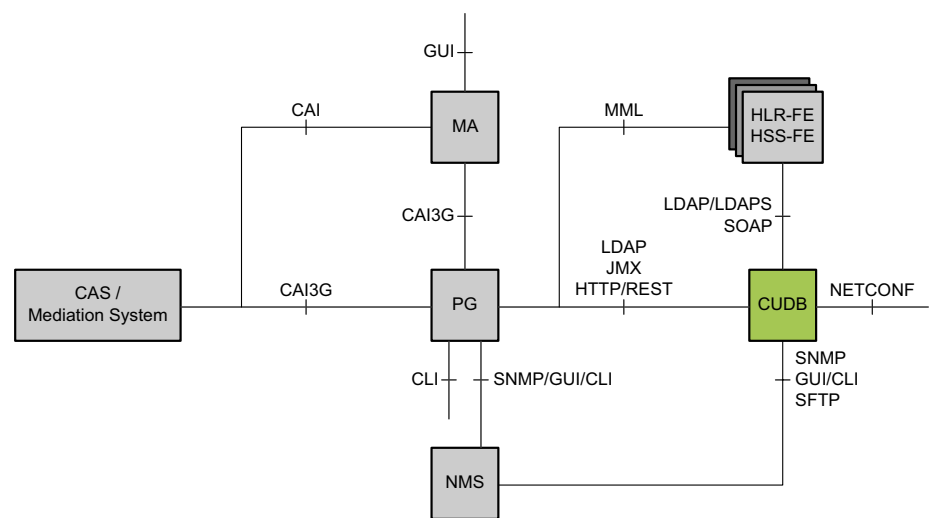 GUI
CAI
MA
MML
HLR-FE
HSS-FE
CAI3G
LDAP/LDAPS
SOAP
CAS /
Mediation System
CAI3G
PG
LDAP
JMX
HTTP/REST
CUDB
NETCONF
CLI
SNMP/GUI/CLI
SNMP
GUI/CLI
SFTP
NMS